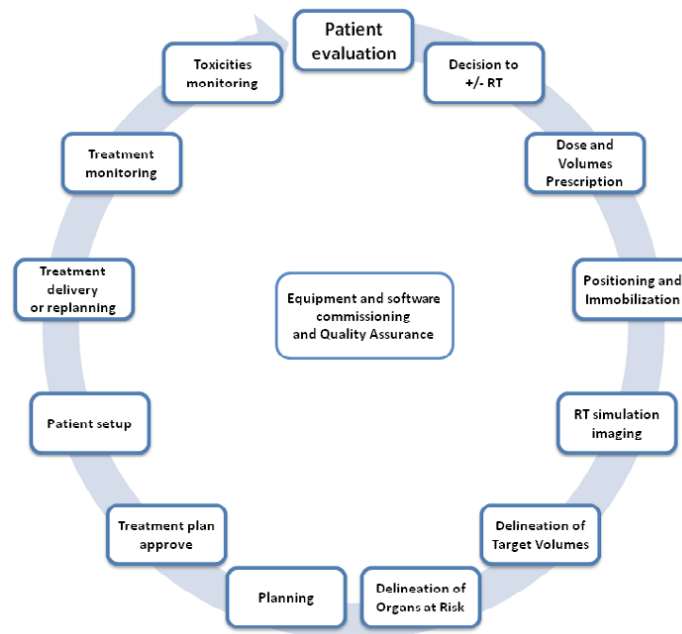 Patient
evaluation
Decision to
+/- RT
Dose and
Volumes
Prescription
Positioning and
Immobilization
RT simulation
imaging
Delineation of
Target Volumes
Delineation of
Organs at Risk
Planning
Treatment plan
approve
Patient setup
Treatment
delivery
or replanning
Treatment
monitoring
Toxicities
monitoring
Equipment and software
commissioning
and Quality Assurance